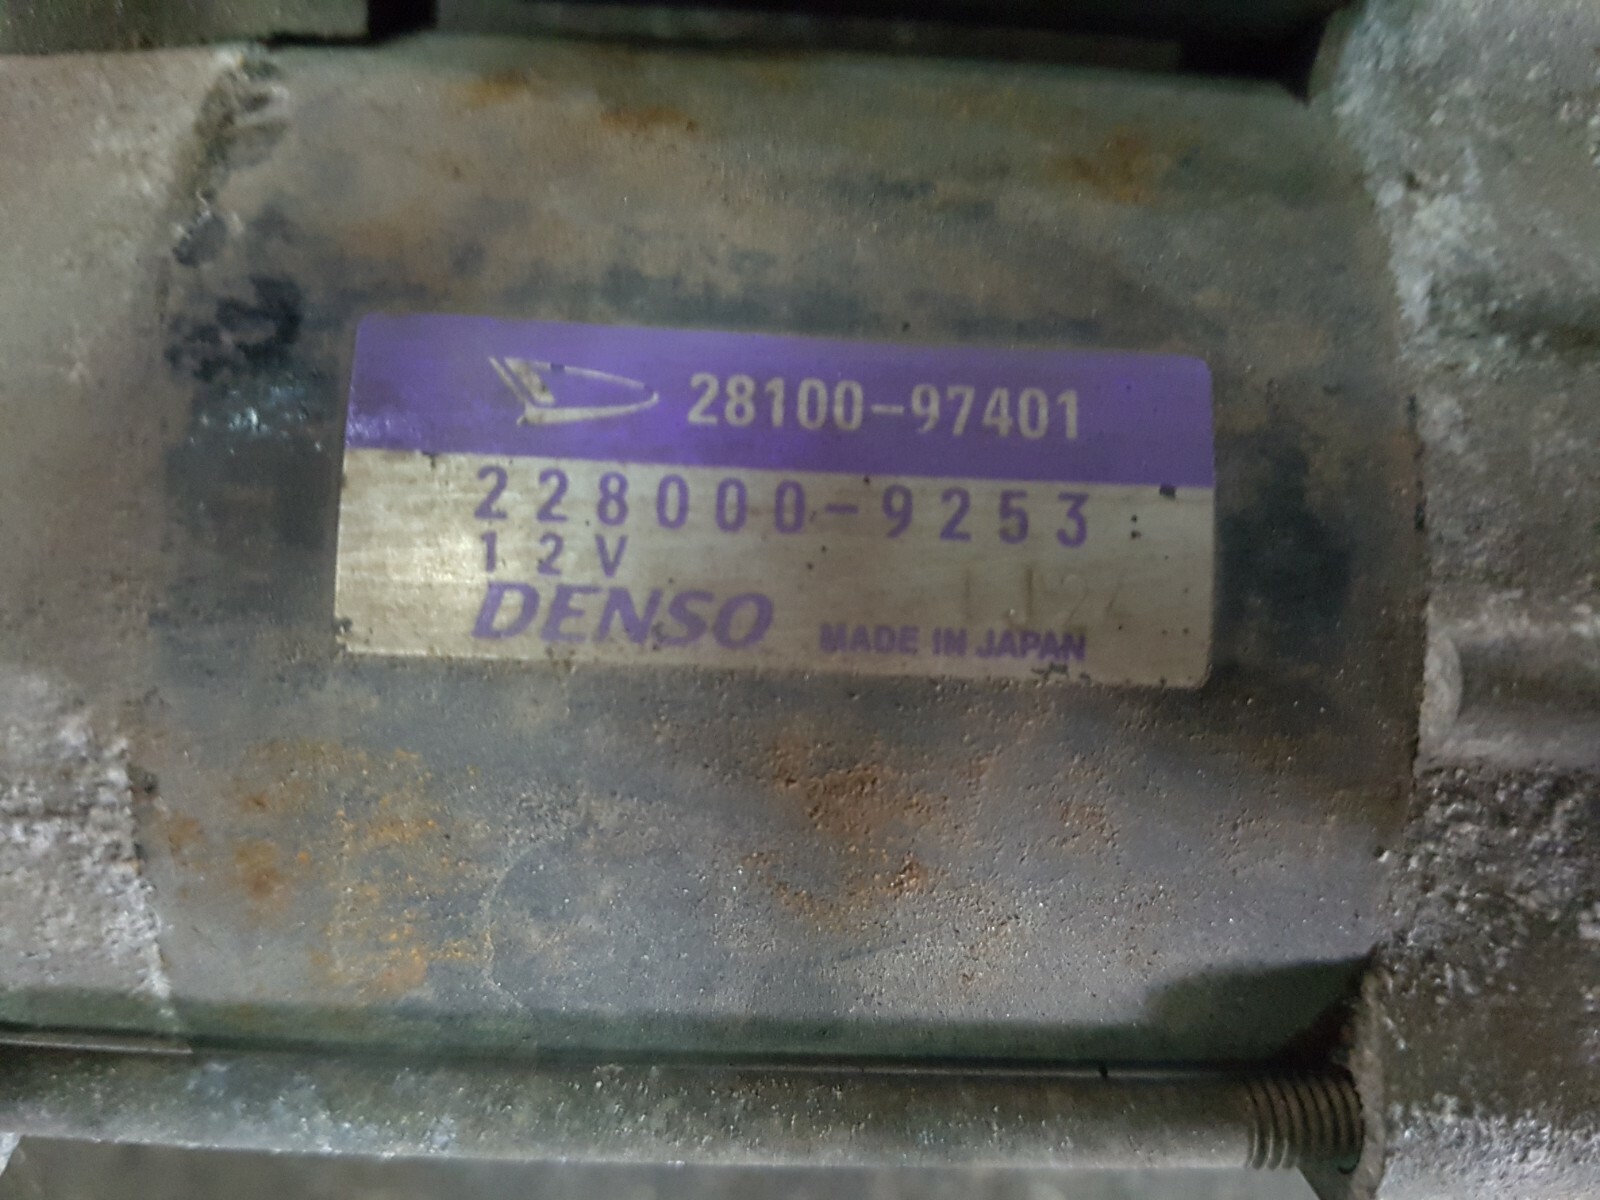 28100-97401
228000-9253
12V
DENSO MADE IN JAPAN